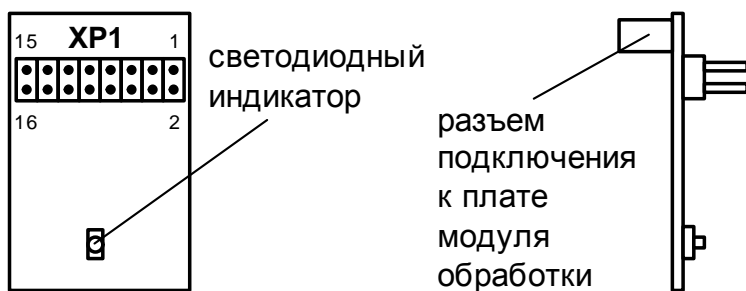 15 XP1 1
16 2
светодиодный
индикатор
разъем
подключения
к плате
модуля
обработки